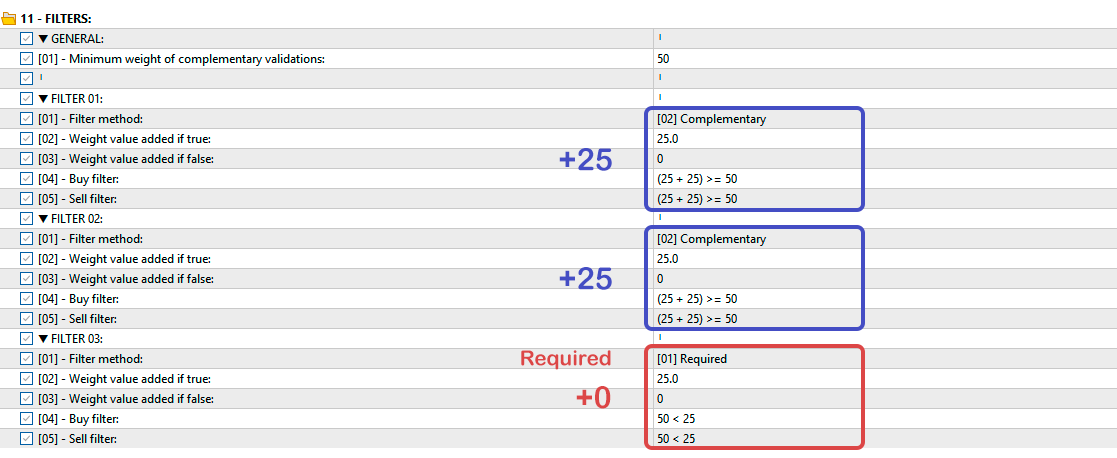 11 - FILTERS:
▼ GENERAL:
[01] - Minimum weight of complementary validations: 50
▼ FILTER 01:
[01] - Filter method: [02] Complementary
[02] - Weight value added if true: 25.0
[03] - Weight value added if false: +25 0
[04] - Buy filter: (25 + 25) >= 50
[05] - Sell filter: (25 + 25) >= 50
▼ FILTER 02:
[01] - Filter method: [02] Complementary
[02] - Weight value added if true: 25.0
[03] - Weight value added if false: +25 0
[04] - Buy filter: (25 + 25) >= 50
[05] - Sell filter: (25 + 25) >= 50
▼ FILTER 03:
[01] - Filter method: Required [01] Required
[02] - Weight value added if true: 25.0
[03] - Weight value added if false: +0 0
[04] - Buy filter: 50 < 25
[05] - Sell filter: 50 < 25